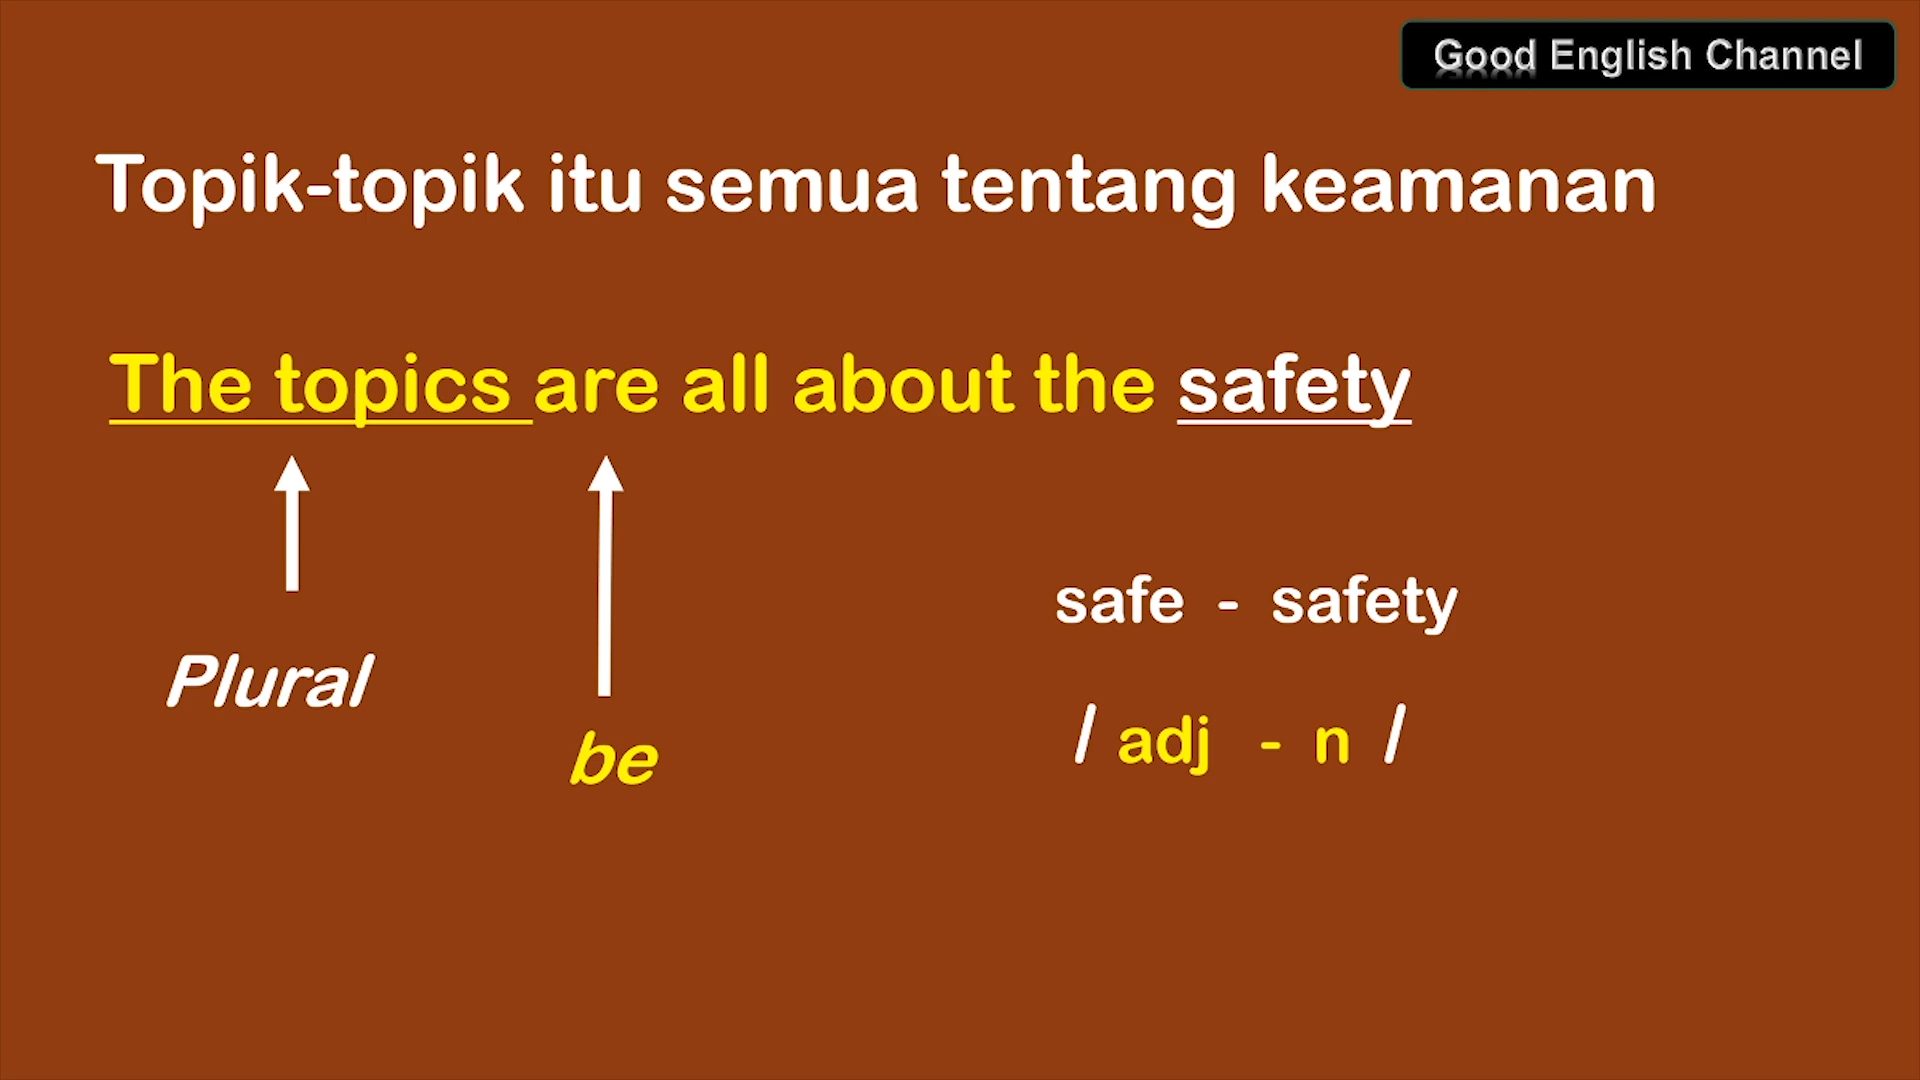 Good English Channel
Topik-topik itu semua tentang keamanan
The topics are all about the safety
Plural
be
safe - safety
/ adj - n /